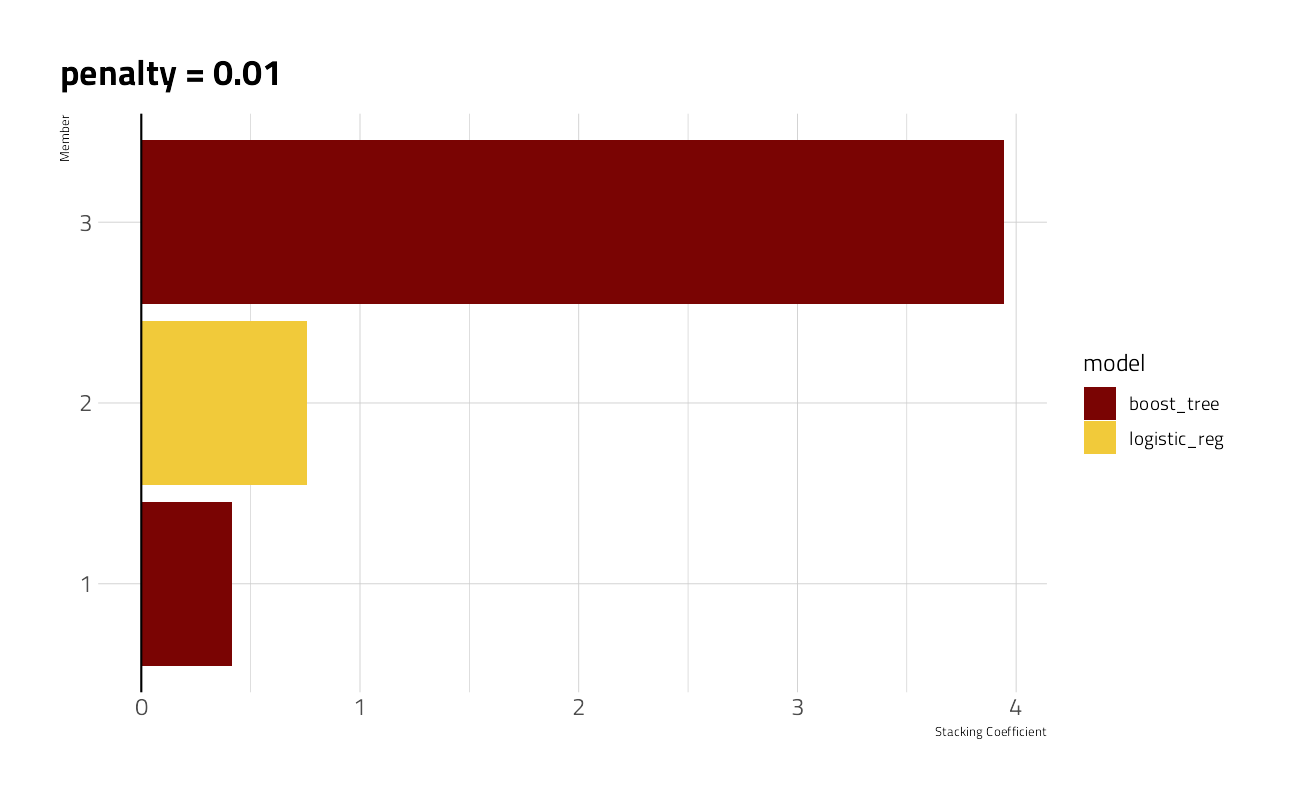 penalty = 0.01
Member
3
2
1
0 1 2 3 4
Stacking Coefficient
model
boost_tree
logistic_reg